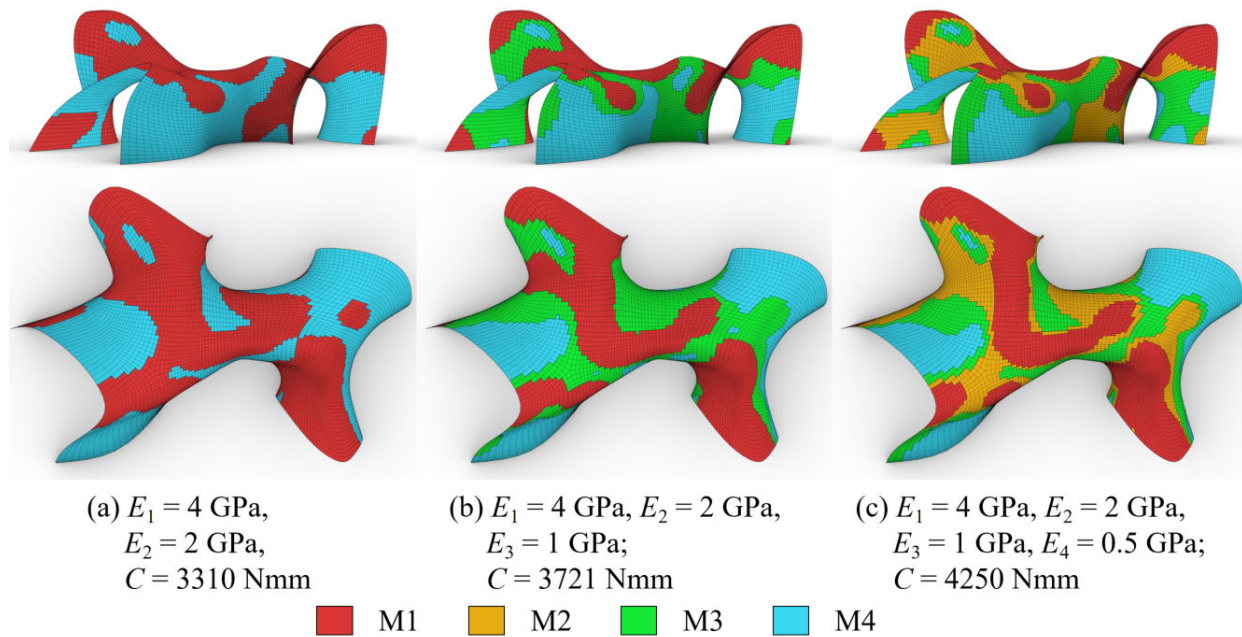 (a) E₁ = 4 GPa,
E₂ = 2 GPa,
C = 3310 Nmm
(b) E₁ = 4 GPa, E₂ = 2 GPa,
E₃ = 1 GPa;
C = 3721 Nmm
(c) E₁ = 4 GPa, E₂ = 2 GPa,
E₃ = 1 GPa, E₄ = 0.5 GPa;
C = 4250 Nmm
M1 M2 M3 M4